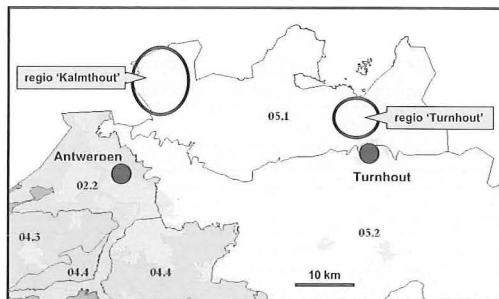 regio 'Kalmthout'
05.1
regio 'Turnhout'
Antwerpen
02.2
Turnhout
04.3
05.2
04.4
04.4
10 km